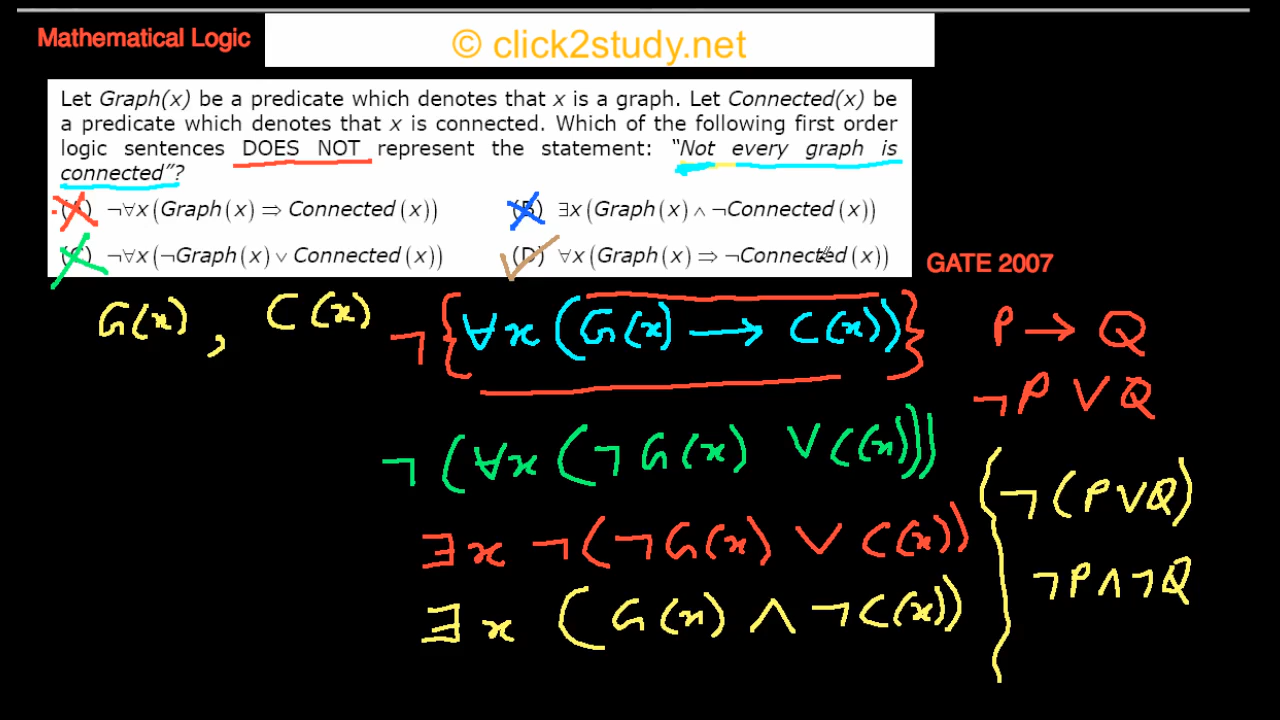 Mathematical Logic
© click2study.net
Let Graph(x) be a predicate which denotes that x is a graph. Let Connected(x) be
a predicate which denotes that x is connected. Which of the following first order
logic sentences DOES NOT represent the statement: "Not every graph is
connected"?
(A) ¬∀x(Graph(x) ⇒ Connected(x)) (B) ∃x(Graph(x) ∧ ¬Connected(x))
(C) ¬∀x(¬Graph(x) ∨ Connected(x)) (D) ∀x(Graph(x) ⇒ ¬Connected(x))
GATE 2007
G(x), C(x)
¬{∀x(G(x) → C(x))}
¬(∀x(¬G(x) ∨ C(x)))
∃x ¬(¬G(x) ∨ C(x))
∃x (G(x) ∧ ¬C(x))
P → Q
¬P ∨ Q
¬(P∨Q)
¬P∧¬Q